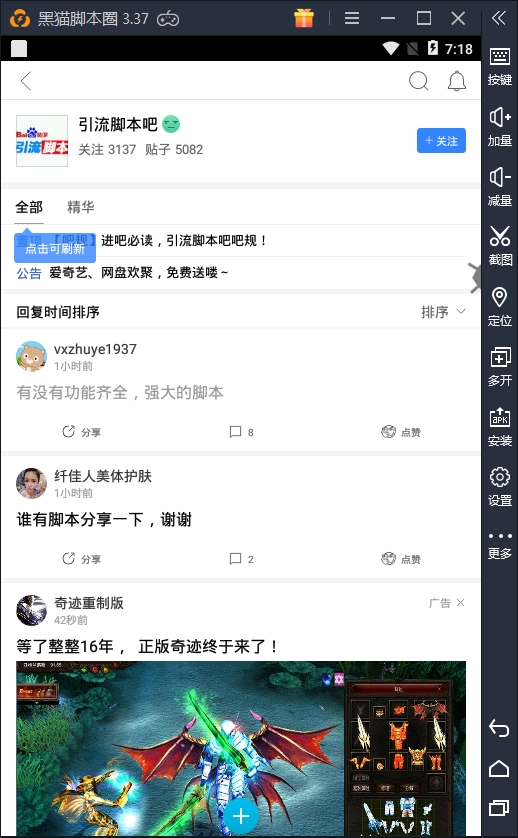 黑猫脚本圈 3.37
7:18
按键
加量
减量
截图
定位
多开
APK
安装
设置
更多
Bai 贴吧
引流 脚本
引流脚本吧
关注 3137 贴子 5082
+ 关注
全部 精华
置顶 【吧规】进吧必读，引流脚本吧吧规！
点击可刷新
公告 爱奇艺、网盘欢聚，免费送喽～
回复时间排序 排序
vxzhuye1937
1小时前
有没有功能齐全，强大的脚本
分享 8 点赞
纤佳人美体护肤
1小时前
谁有脚本分享一下，谢谢
分享 2 点赞
奇迹重制版 广告
42秒前
等了整整16年， 正版奇迹终于来了！